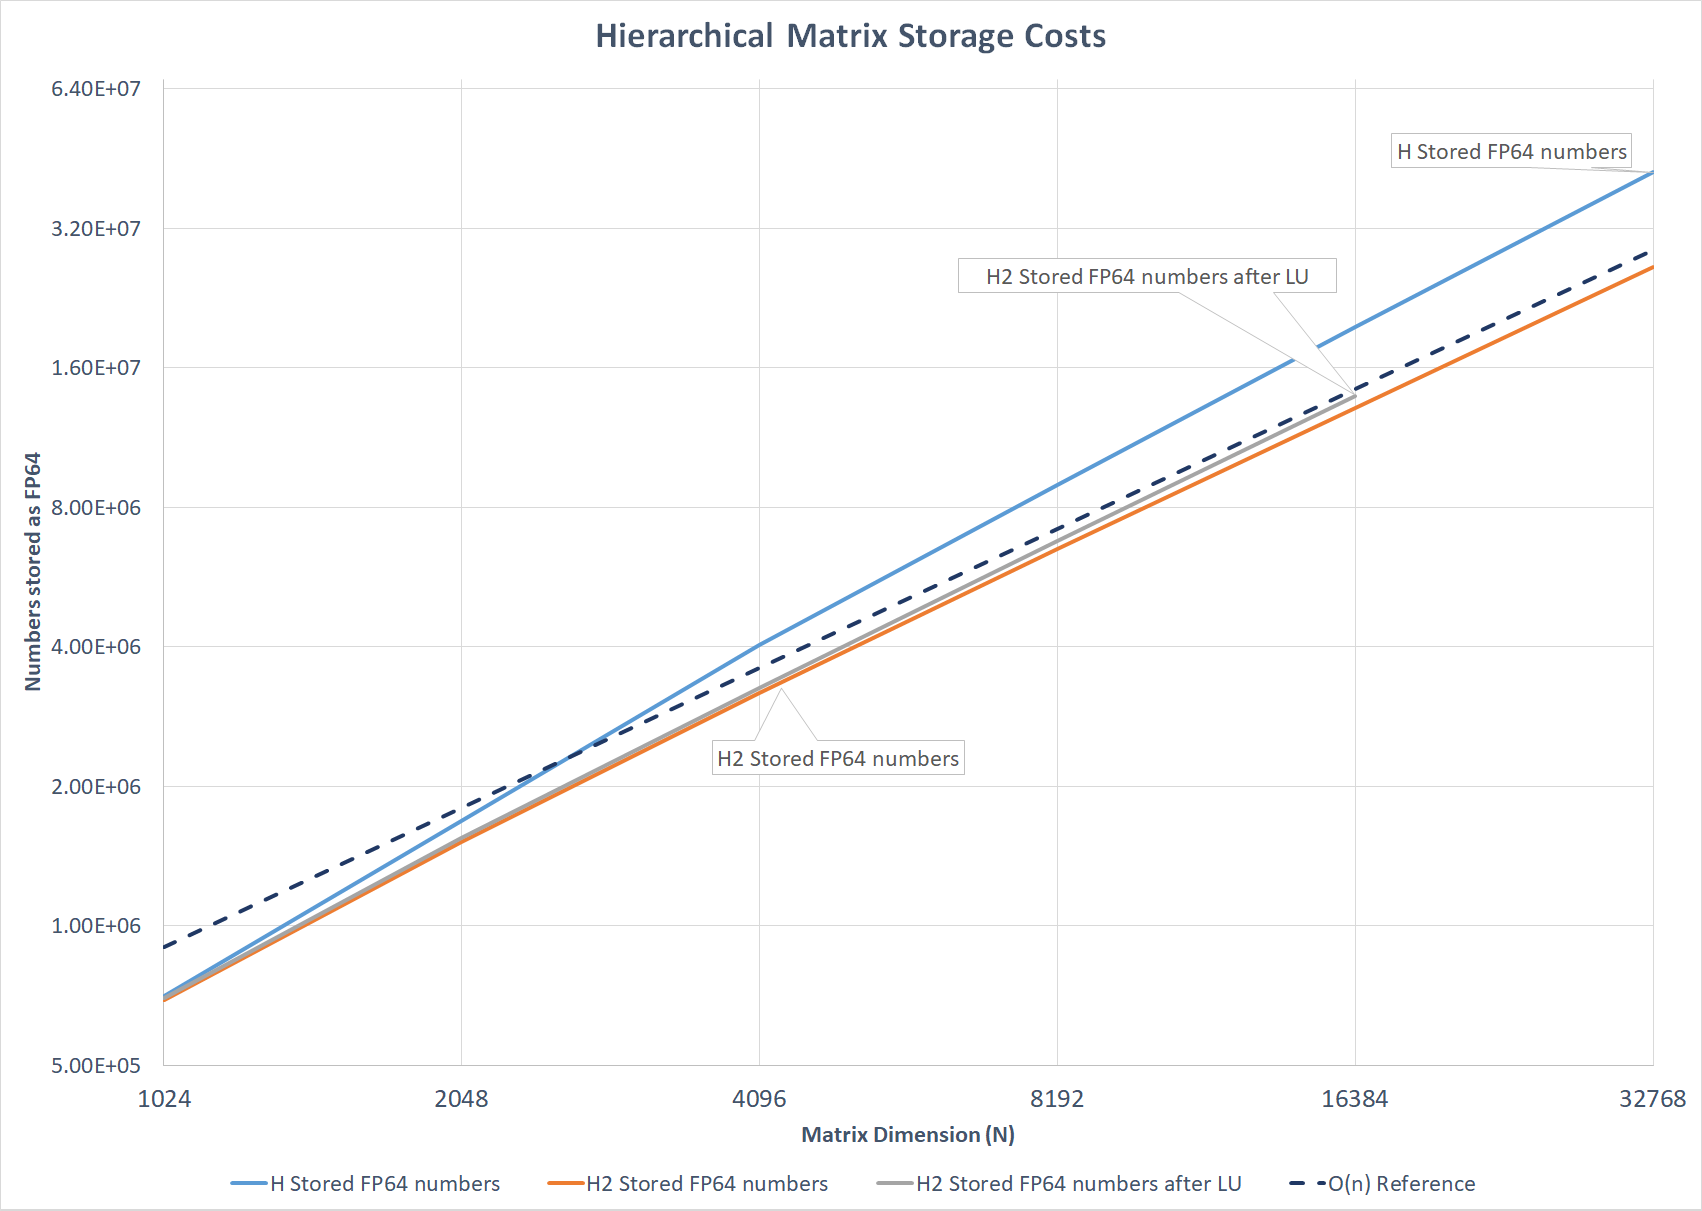 Hierarchical Matrix Storage Costs
6.40E+07
3.20E+07
1.60E+07
8.00E+06
4.00E+06
2.00E+06
1.00E+06
5.00E+05
Numbers stored as FP64
H Stored FP64 numbers
H2 Stored FP64 numbers after LU
H2 Stored FP64 numbers
1024 2048 4096 8192 16384 32768
Matrix Dimension (N)
H Stored FP64 numbers H2 Stored FP64 numbers H2 Stored FP64 numbers after LU O(n) Reference